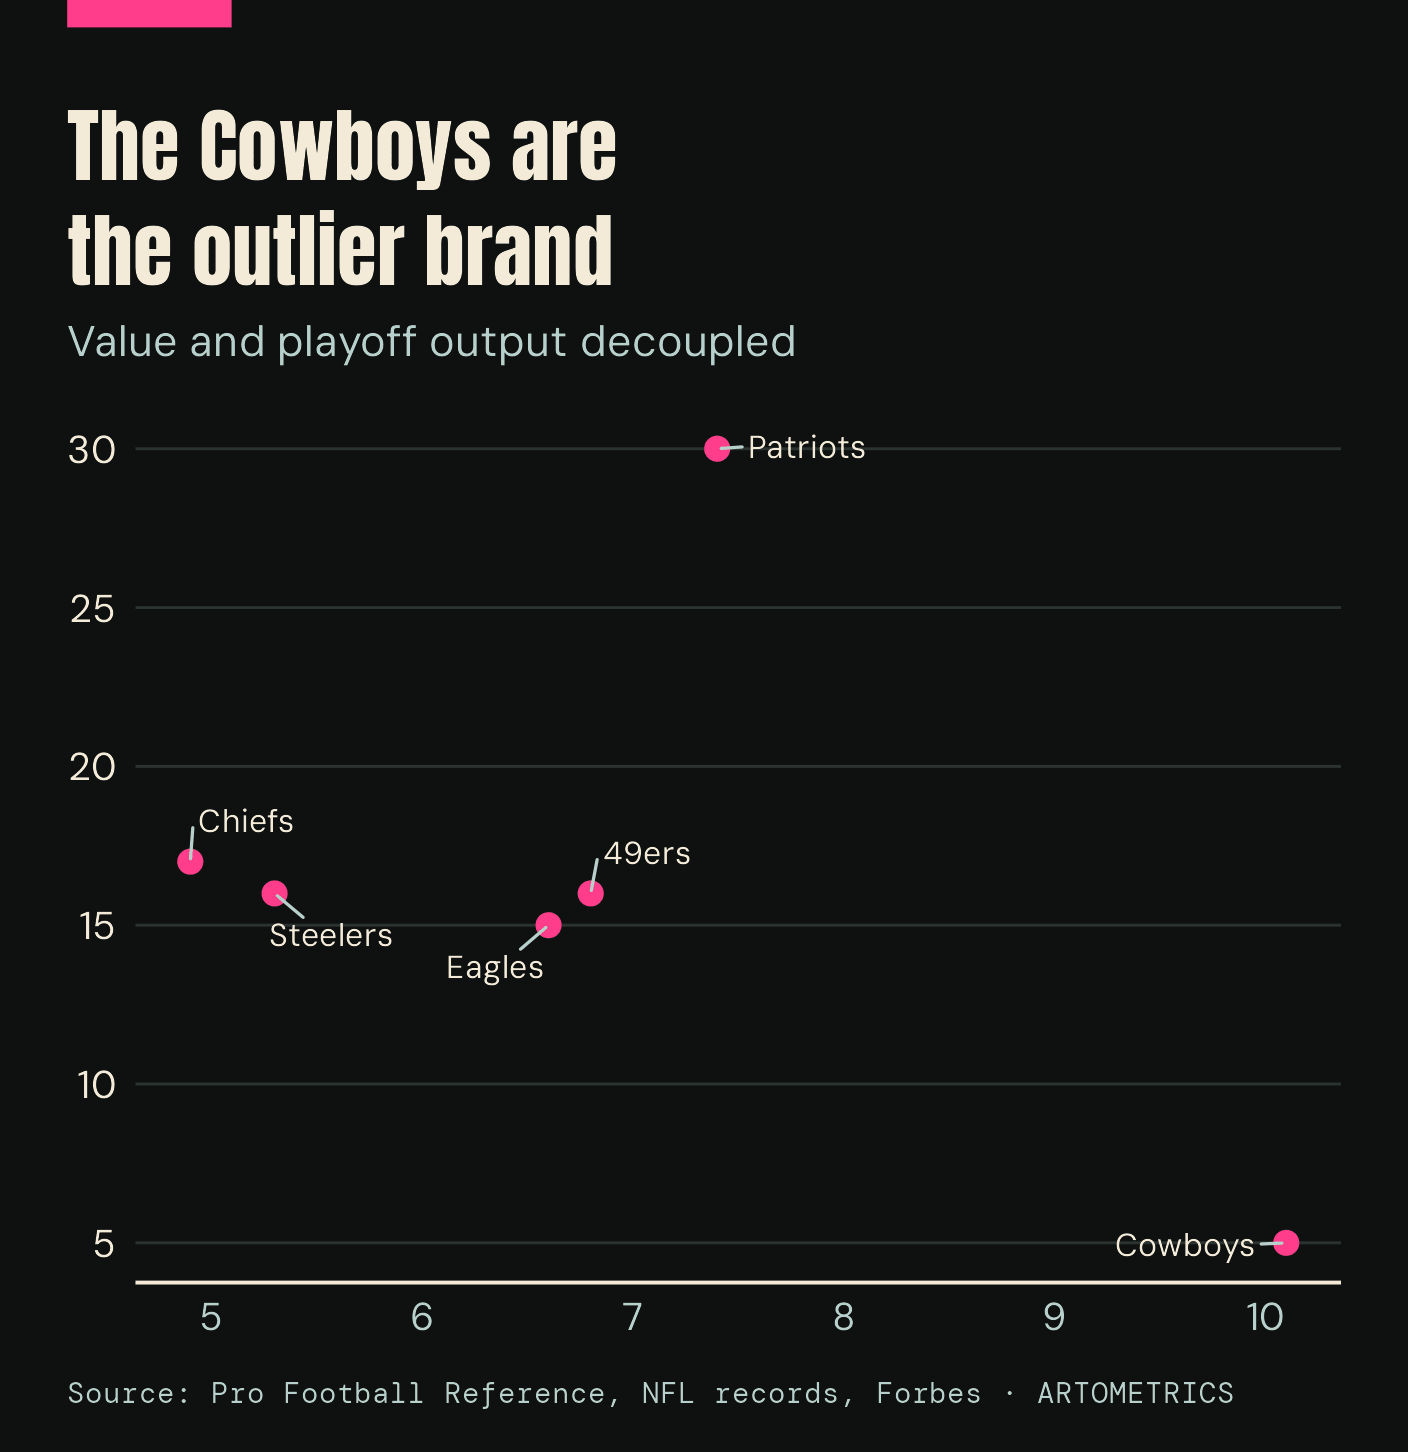 The Cowboys are
the outlier brand
Value and playoff output decoupled
30
Patriots
25
20
Chiefs
49ers
15
Steelers
Eagles
10
5
Cowboys
5 6 7 8 9 10
Source: Pro Football Reference, NFL records, Forbes · ARTOMETRICS